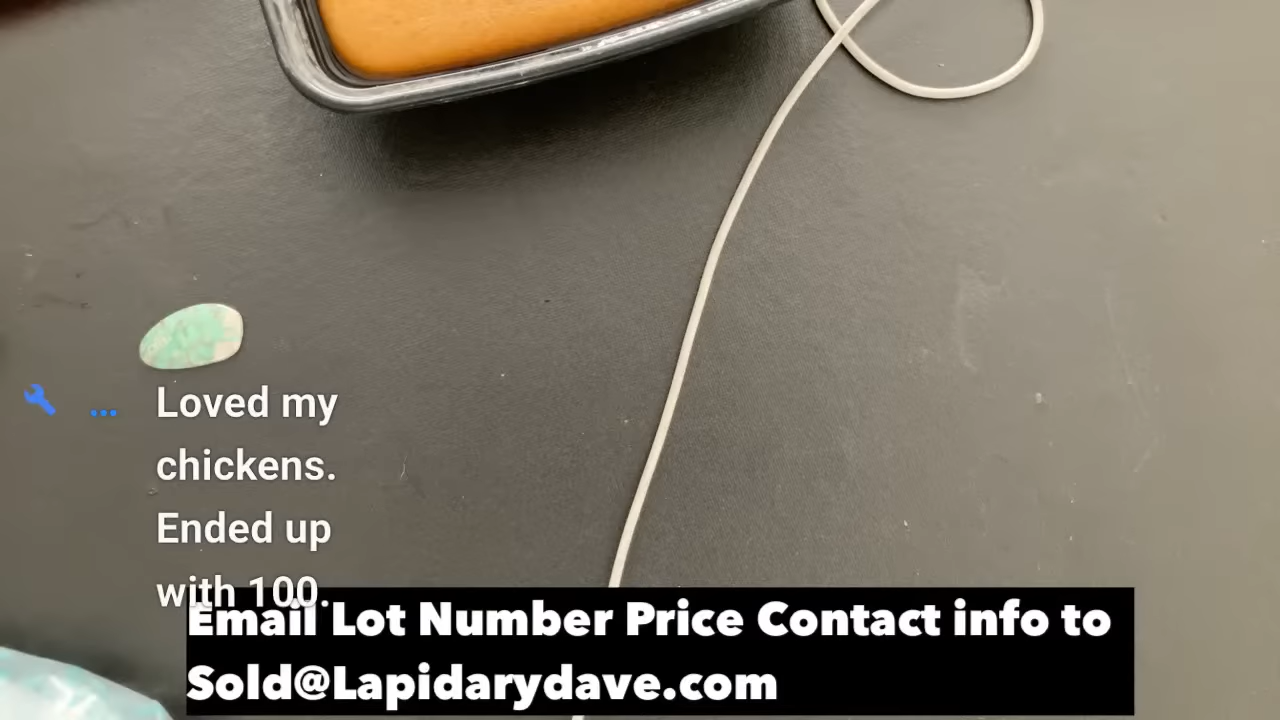 Loved my
chickens.
Ended up
with 100.
Email Lot Number Price Contact info to
Sold@Lapidarydave.com